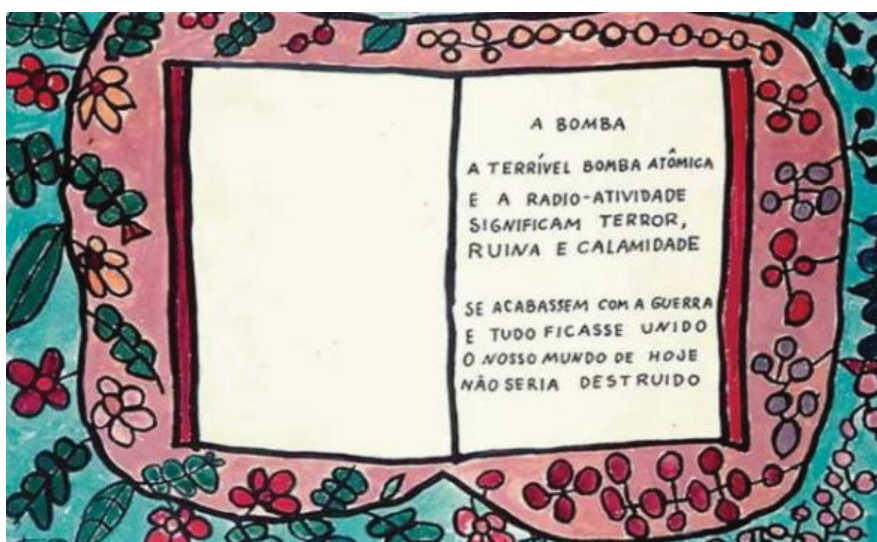 A BOMBA
A TERRÍVEL BOMBA ATÔMICA
E A RADIO-ATIVIDADE
SIGNIFICAM TERROR,
RUINA E CALAMIDADE
SE ACABASSEM COM A GUERRA
E TUDO FICASSE UNIDO
O NOSSO MUNDO DE HOJE
NÃO SERIA DESTRUIDO